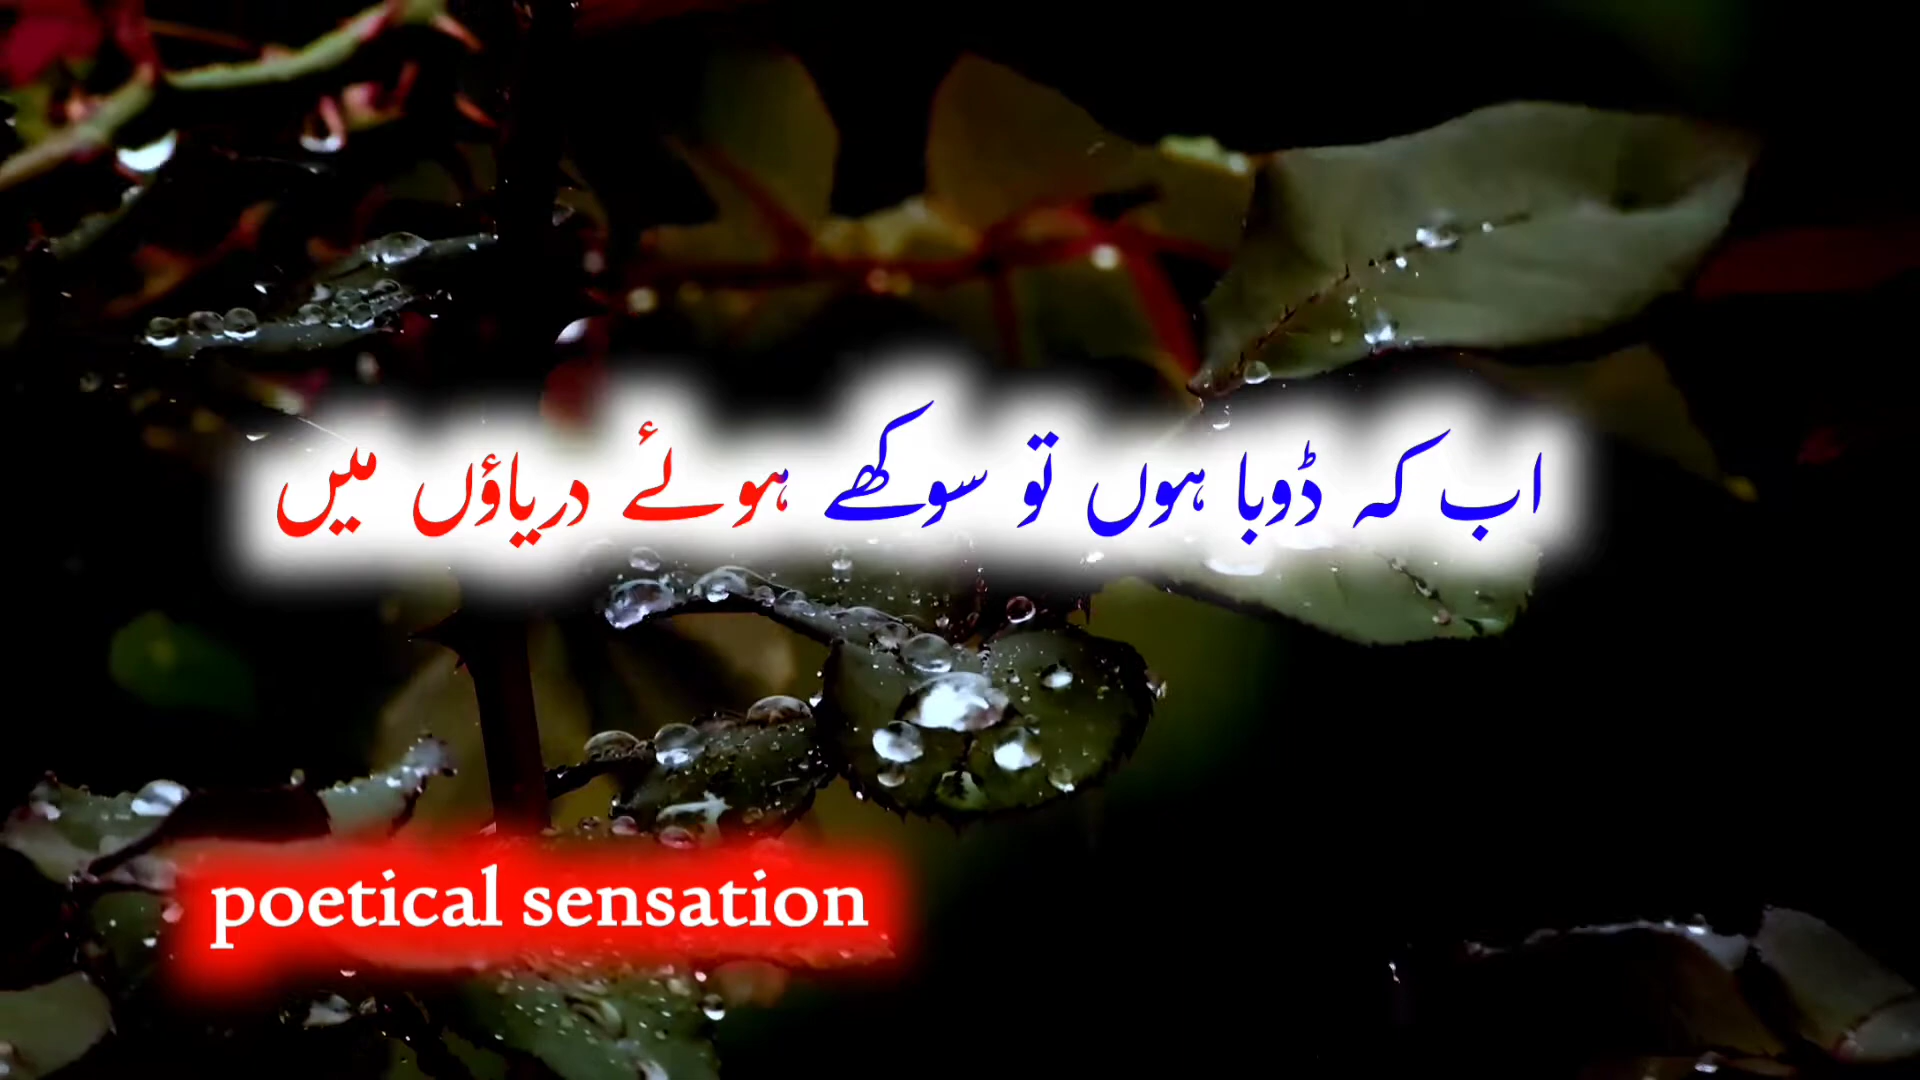 اب کہ ڈوبا ہوں تو سوکھے ہوئے دریاؤں میں
poetical sensation